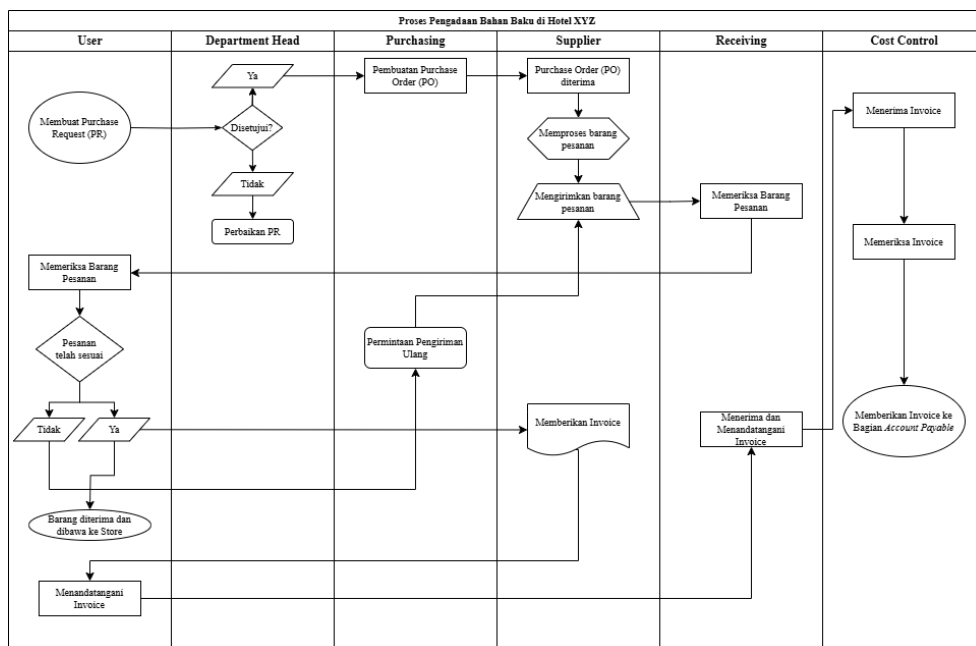 Proses Pengadaan Bahan Baku di Hotel XYZ
User
Department Head
Purchasing
Supplier
Receiving
Cost Control
Membuat Purchase
Request (PR)
Ya
Disetujui?
Tidak
Perbaikan PR
Pembuatan Purchase
Order (PO)
Purchase Order (PO)
diterima
Memproses barang
pesanan
Mengirimkan barang
pesanan
Memeriksa Barang
Pesanan
Memeriksa Barang
Pesanan
Pesanan
telah sesuai
Tidak
Ya
Permintaan Pengiriman
Ulang
Barang diterima dan
dibawa ke Store
Memberikan Invoice
Menandatangani
Invoice
Menerima dan
Menandatangani
Invoice
Menerima Invoice
Memeriksa Invoice
Memberikan Invoice ke
Bagian Account Payable